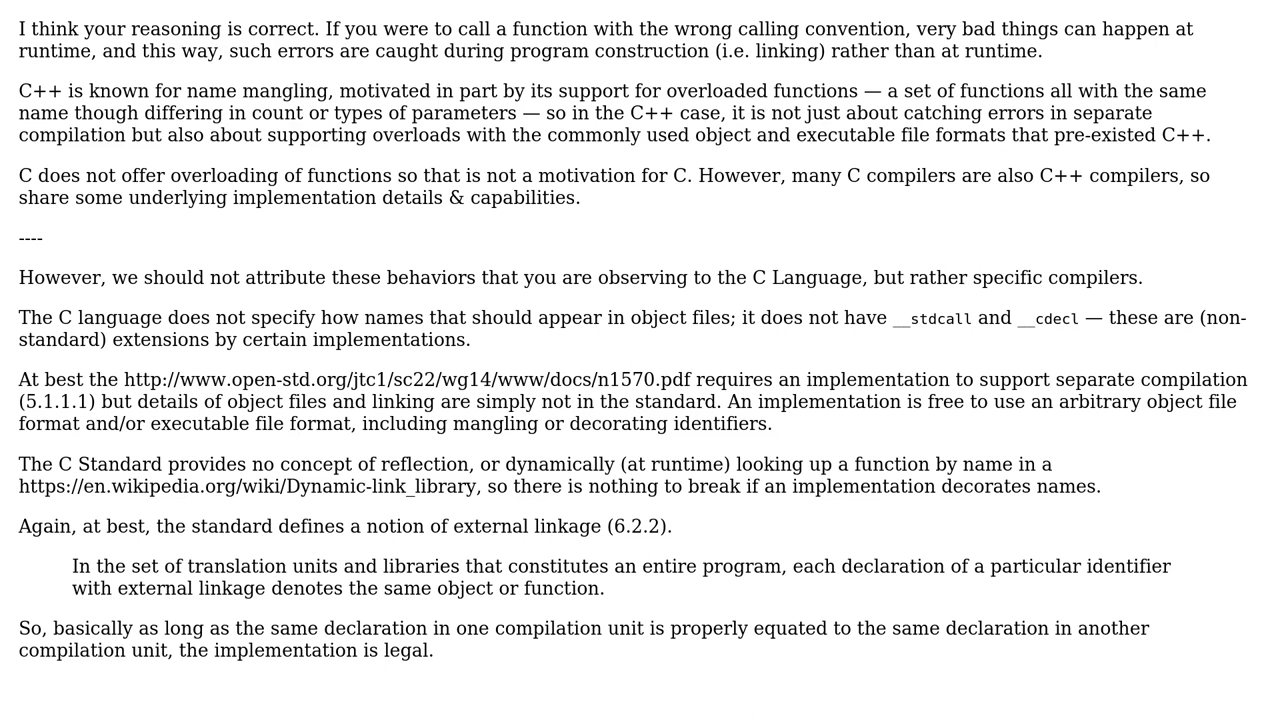 I think your reasoning is correct. If you were to call a function with the wrong calling convention, very bad things can happen at
runtime, and this way, such errors are caught during program construction (i.e. linking) rather than at runtime.
C++ is known for name mangling, motivated in part by its support for overloaded functions — a set of functions all with the same
name though differing in count or types of parameters — so in the C++ case, it is not just about catching errors in separate
compilation but also about supporting overloads with the commonly used object and executable file formats that pre-existed C++.
C does not offer overloading of functions so that is not a motivation for C. However, many C compilers are also C++ compilers, so
share some underlying implementation details & capabilities.
----
However, we should not attribute these behaviors that you are observing to the C Language, but rather specific compilers.
The C language does not specify how names that should appear in object files; it does not have __stdcall and __cdecl — these are (non-
standard) extensions by certain implementations.
At best the http://www.open-std.org/jtc1/sc22/wg14/www/docs/n1570.pdf requires an implementation to support separate compilation
(5.1.1.1) but details of object files and linking are simply not in the standard. An implementation is free to use an arbitrary object file
format and/or executable file format, including mangling or decorating identifiers.
The C Standard provides no concept of reflection, or dynamically (at runtime) looking up a function by name in a
https://en.wikipedia.org/wiki/Dynamic-link_library, so there is nothing to break if an implementation decorates names.
Again, at best, the standard defines a notion of external linkage (6.2.2).
In the set of translation units and libraries that constitutes an entire program, each declaration of a particular identifier
with external linkage denotes the same object or function.
So, basically as long as the same declaration in one compilation unit is properly equated to the same declaration in another
compilation unit, the implementation is legal.